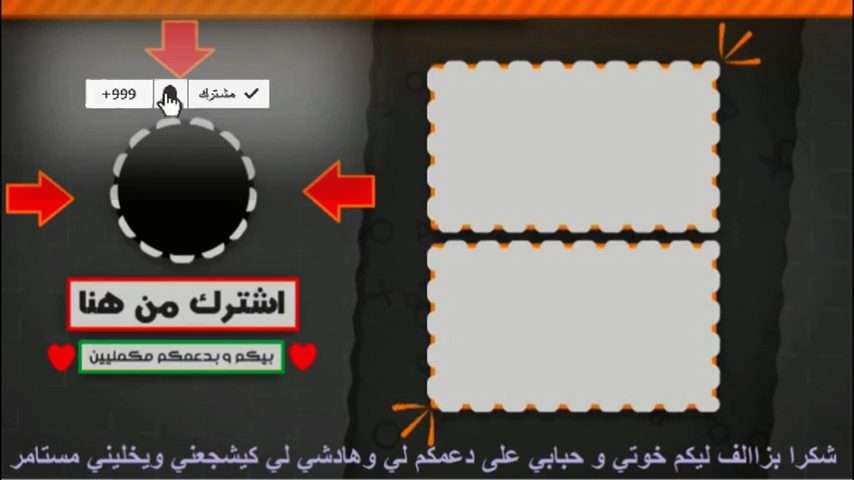 +999 مشترك
اشترك من هنا
بيكم و بدعمكم مكمليين
شكرا بزاالف ليكم خوتي و حبابي على دعمكم لي وهادشي لي كيشجعني ويخليني مستامر